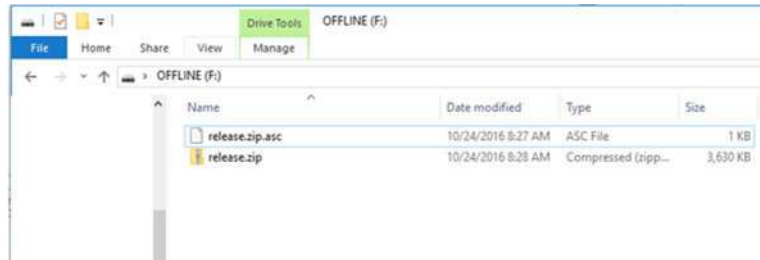 Drive Tools OFFLINE (F:)
File Home Share View Manage
OFFLINE (F:)
Name Date modified Type Size
release.zip.asc 10/24/2016 8:27 AM ASC File 1 KB
release.zip 10/24/2016 8:28 AM Compressed (zipp... 3,630 KB